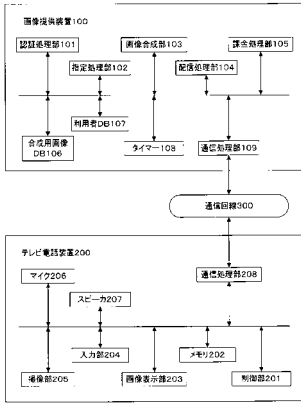 画像提供装置100
認証処理部101
画像合成部103
課金処理部105
指定処理部102
配信処理部104
利用者DB107
合成用画像
DB106
タイマー108
通信処理部109
通信回線300
テレビ電話装置200
マイク206
通信処理部208
スピーカ207
入力部204
メモリ202
撮像部205
画像表示部203
制御部201